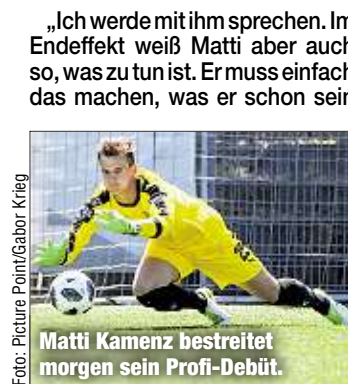 „Ich werde mit ihm sprechen. Im
Endeffekt weiß Matti aber auch
so, was zu tun ist. Er muss einfach
das machen, was er schon sein
Foto: Picture Point/Gabor Krieg
Matti Kamenz bestreitet
morgen sein Profi-Debüt.